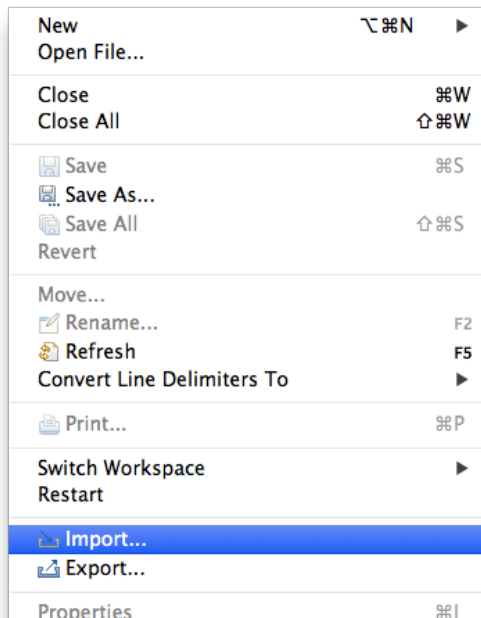 New ⌥⌘N ▶
Open File...
Close ⌘W
Close All ⇧⌘W
Save ⌘S
Save As...
Save All ⇧⌘S
Revert
Move...
Rename... F2
Refresh F5
Convert Line Delimiters To ▶
Print... ⌘P
Switch Workspace ▶
Restart
Import...
Export...
Properties ⌘I